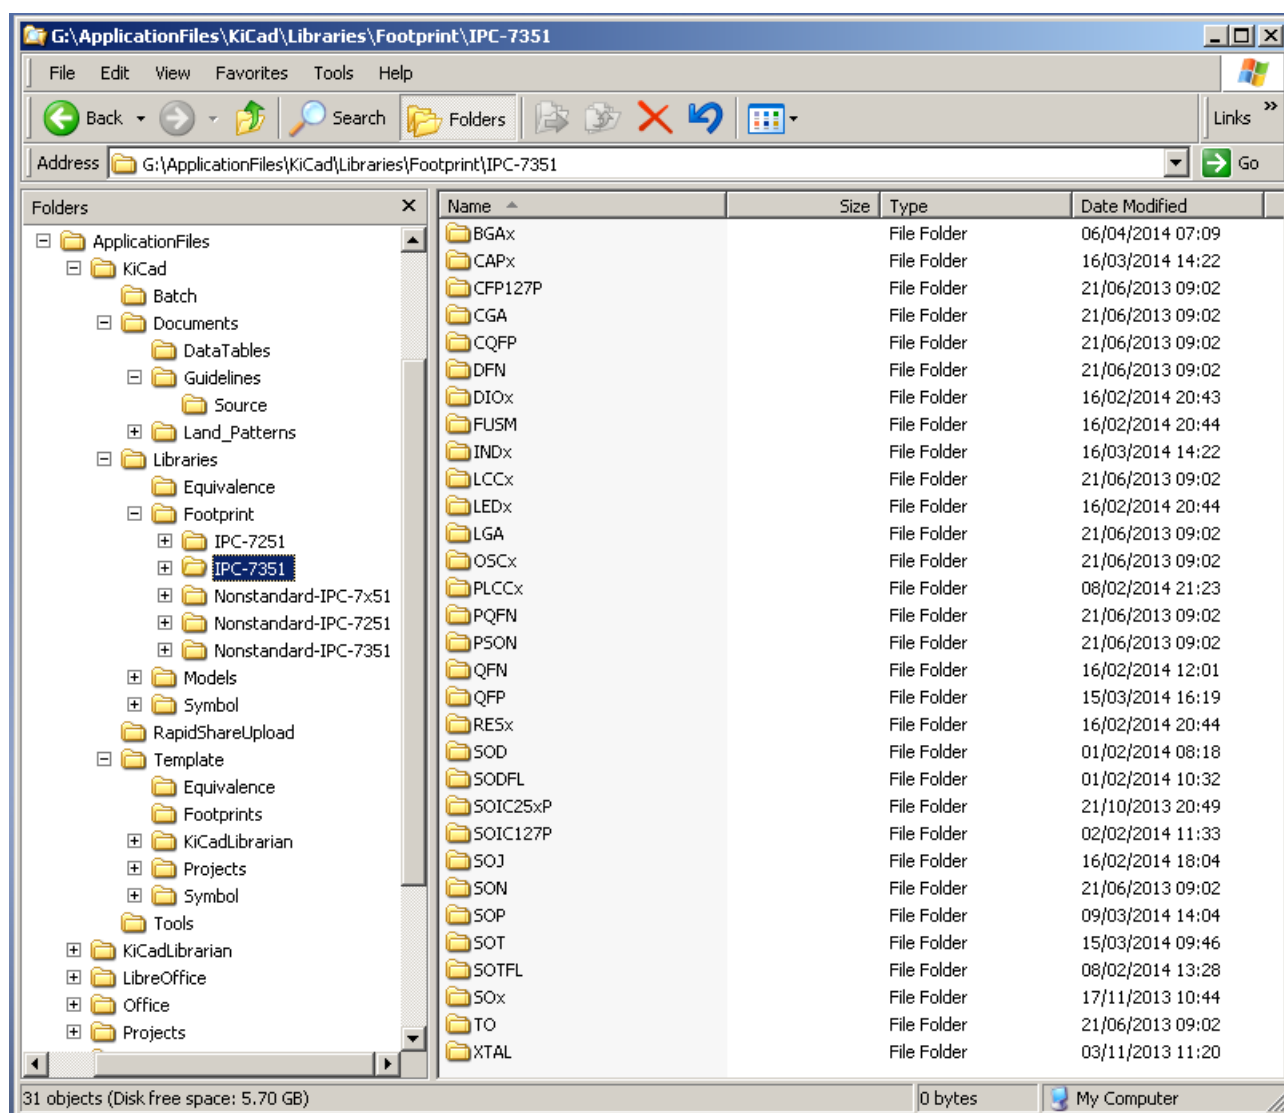 G:\ApplicationFiles\KiCad\Libraries\Footprint\IPC-7351
File Edit View Favorites Tools Help
Back Search Folders Links »
Address G:\ApplicationFiles\KiCad\Libraries\Footprint\IPC-7351 Go
Folders
ApplicationFiles
KiCad
Batch
Documents
DataTables
Guidelines
Source
Land_Patterns
Libraries
Equivalence
Footprint
IPC-7251
IPC-7351
Nonstandard-IPC-7x51
Nonstandard-IPC-7251
Nonstandard-IPC-7351
Models
Symbol
RapidShareUpload
Template
Equivalence
Footprints
KiCadLibrarian
Projects
Symbol
Tools
KiCadLibrarian
LibreOffice
Office
Projects
Name Size Type Date Modified
BGAx File Folder 06/04/2014 07:09
CAPx File Folder 16/03/2014 14:22
CFP127P File Folder 21/06/2013 09:02
CGA File Folder 21/06/2013 09:02
CQFP File Folder 21/06/2013 09:02
DFN File Folder 21/06/2013 09:02
DIOx File Folder 16/02/2014 20:43
FUSM File Folder 16/02/2014 20:44
INDx File Folder 16/03/2014 14:22
LCCx File Folder 21/06/2013 09:02
LEDx File Folder 16/02/2014 20:44
LGA File Folder 21/06/2013 09:02
OSCx File Folder 21/06/2013 09:02
PLCCx File Folder 08/02/2014 21:23
PQFN File Folder 21/06/2013 09:02
PSON File Folder 21/06/2013 09:02
QFN File Folder 16/02/2014 12:01
QFP File Folder 15/03/2014 16:19
RESx File Folder 16/02/2014 20:44
SOD File Folder 01/02/2014 08:18
SODFL File Folder 01/02/2014 10:32
SOIC25xP File Folder 21/10/2013 20:49
SOIC127P File Folder 02/02/2014 11:33
SOJ File Folder 16/02/2014 18:04
SON File Folder 21/06/2013 09:02
SOP File Folder 09/03/2014 14:04
SOT File Folder 15/03/2014 09:46
SOTFL File Folder 08/02/2014 13:28
SOx File Folder 17/11/2013 10:44
TO File Folder 21/06/2013 09:02
XTAL File Folder 03/11/2013 11:20
31 objects (Disk free space: 5.70 GB) 0 bytes My Computer